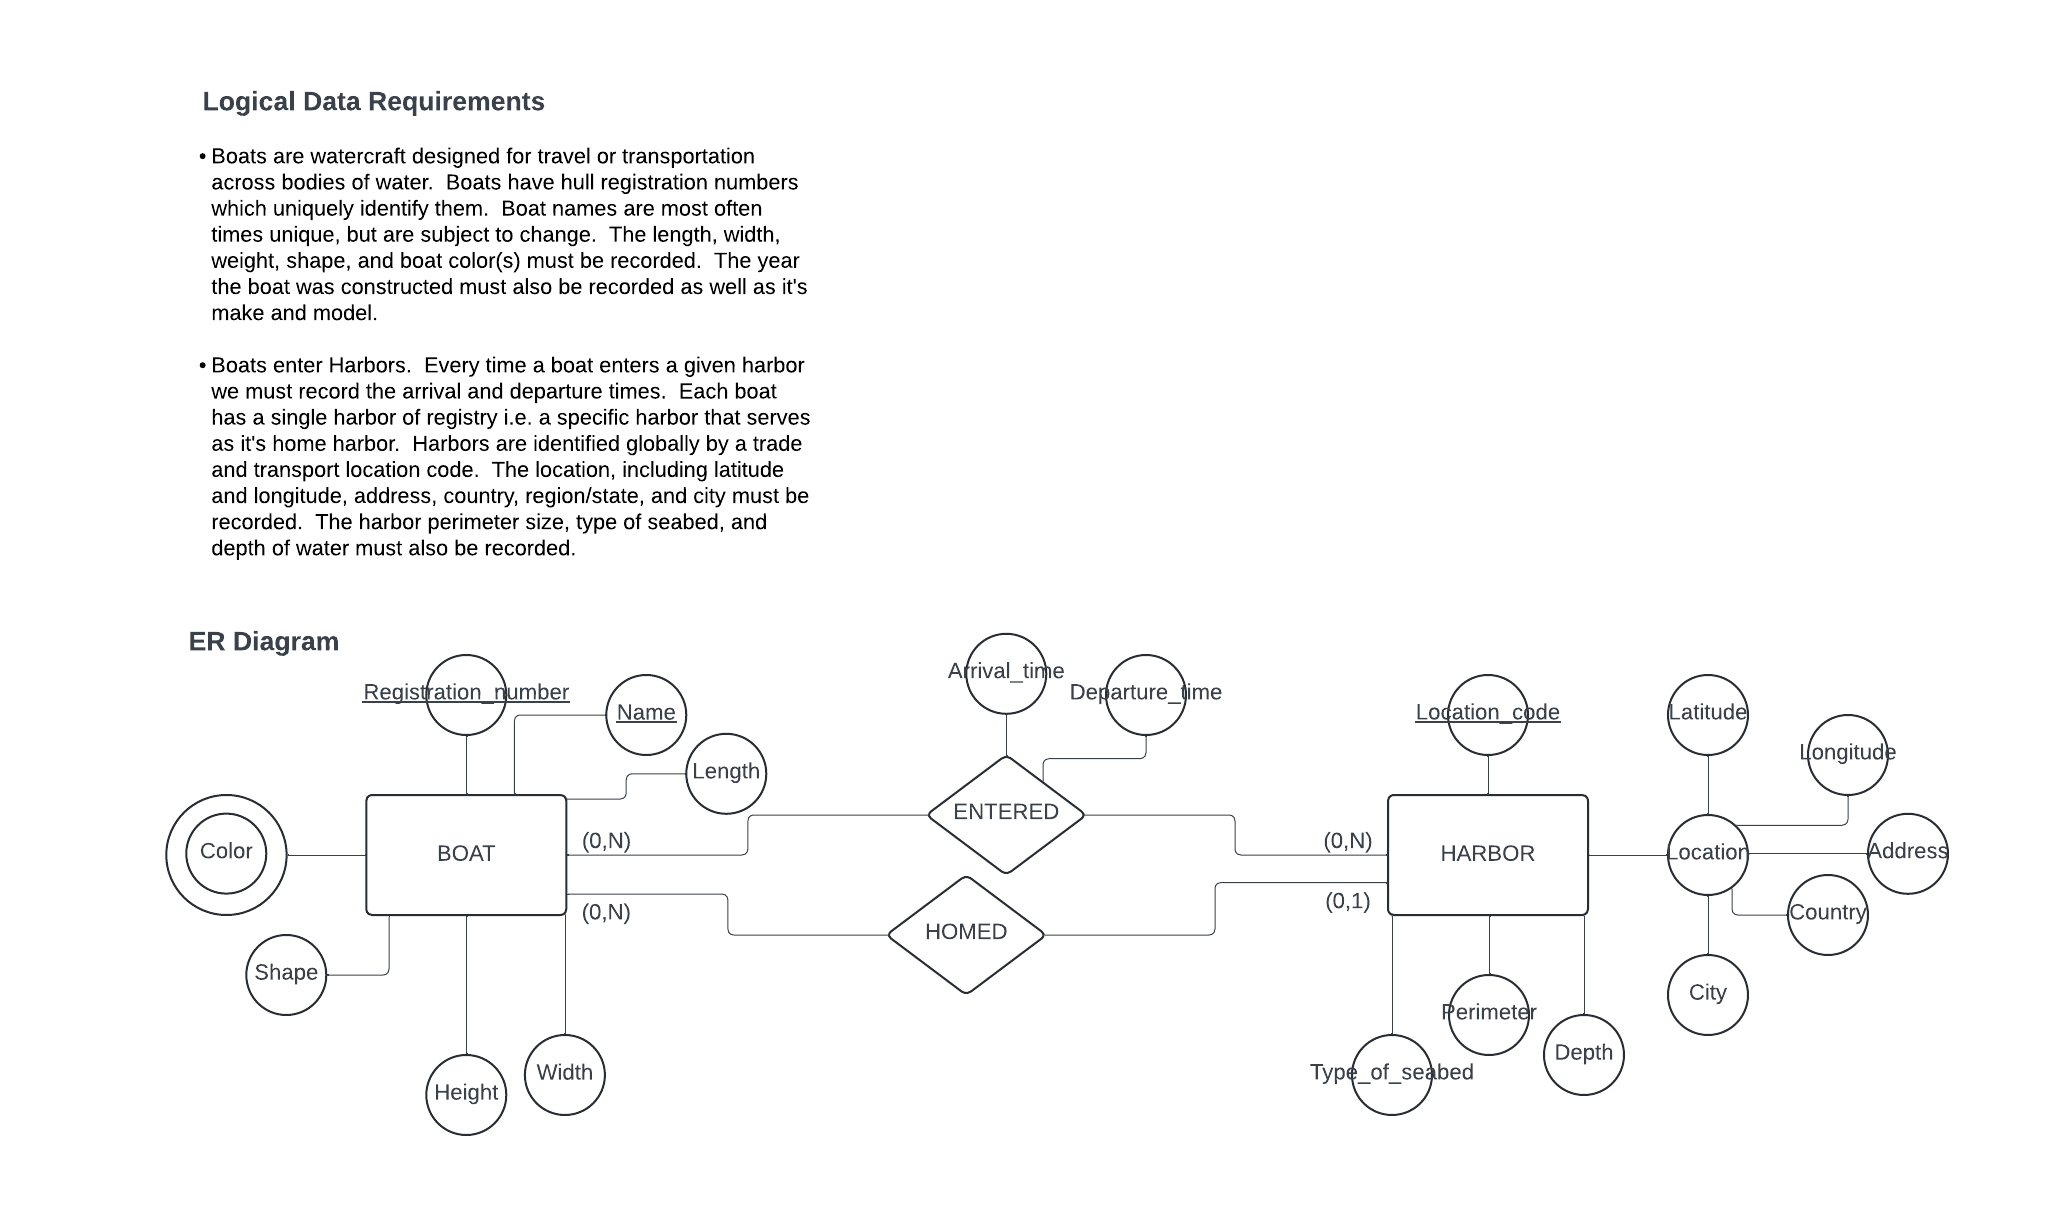 Logical Data Requirements
• Boats are watercraft designed for travel or transportation
across bodies of water.  Boats have hull registration numbers
which uniquely identify them.  Boat names are most often
times unique, but are subject to change.  The length, width,
weight, shape, and boat color(s) must be recorded.  The year
the boat was constructed must also be recorded as well as it's
make and model.
• Boats enter Harbors.  Every time a boat enters a given harbor
we must record the arrival and departure times.  Each boat
has a single harbor of registry i.e. a specific harbor that serves
as it's home harbor.  Harbors are identified globally by a trade
and transport location code.  The location, including latitude
and longitude, address, country, region/state, and city must be
recorded.  The harbor perimeter size, type of seabed, and
depth of water must also be recorded.
ER Diagram
Registration_number
Name
Length
Color
BOAT
Shape
Height
Width
(0,N)
(0,N)
Arrival_time
Departure_time
ENTERED
HOMED
(0,N)
(0,1)
Location_code
HARBOR
Type_of_seabed
Perimeter
Depth
Latitude
Longitude
Location
Address
Country
City